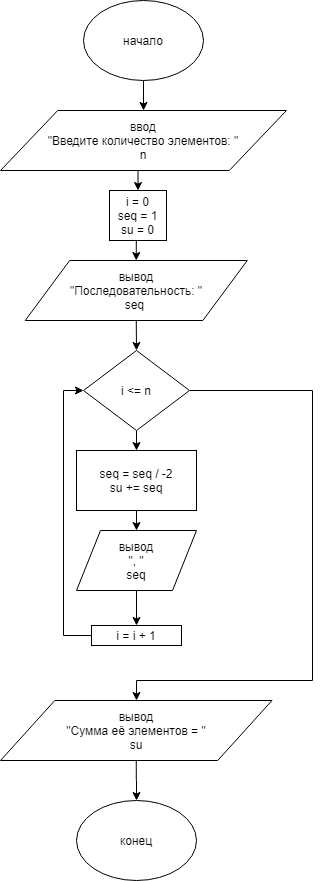 начало
ввод
"Введите количество элементов: "
n
i = 0
seq = 1
su = 0
вывод
"Последовательность: "
seq
i <= n
seq = seq / -2
su += seq
вывод
", "
seq
i = i + 1
вывод
"Сумма её элементов = "
su
конец